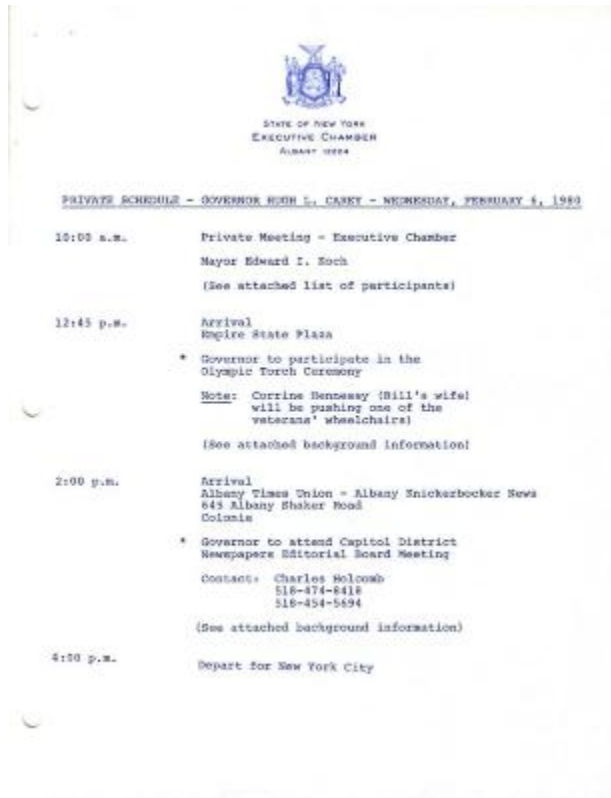 STATE OF NEW YORK
EXECUTIVE CHAMBER
ALBANY 12224
PRIVATE SCHEDULE - GOVERNOR HUGH L. CAREY - WEDNESDAY, FEBRUARY 6, 1980
10:00 a.m. Private Meeting - Executive Chamber
Mayor Edward I. Koch
(See attached list of participants)
12:45 p.m. Arrival
Empire State Plaza
* Governor to participate in the
Olympic Torch Ceremony
Note: Corrine Hennessy (Bill's wife)
will be pushing one of the
veterans' wheelchairs)
(See attached background information)
2:00 p.m. Arrival
Albany Times Union - Albany Knickerbocker News
645 Albany Shaker Road
Colonie
* Governor to attend Capitol District
Newspapers Editorial Board Meeting
Contact: Charles Holcomb
518-474-8418
518-454-5694
(See attached background information)
4:00 p.m. Depart for New York City